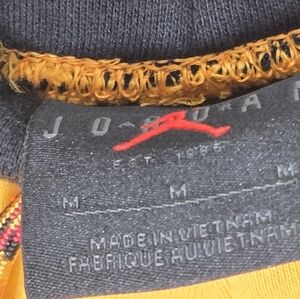 JORDAN
EST. 1985
M M M
MADE IN VIETNAM
FABRIQUE AU VIETNAM